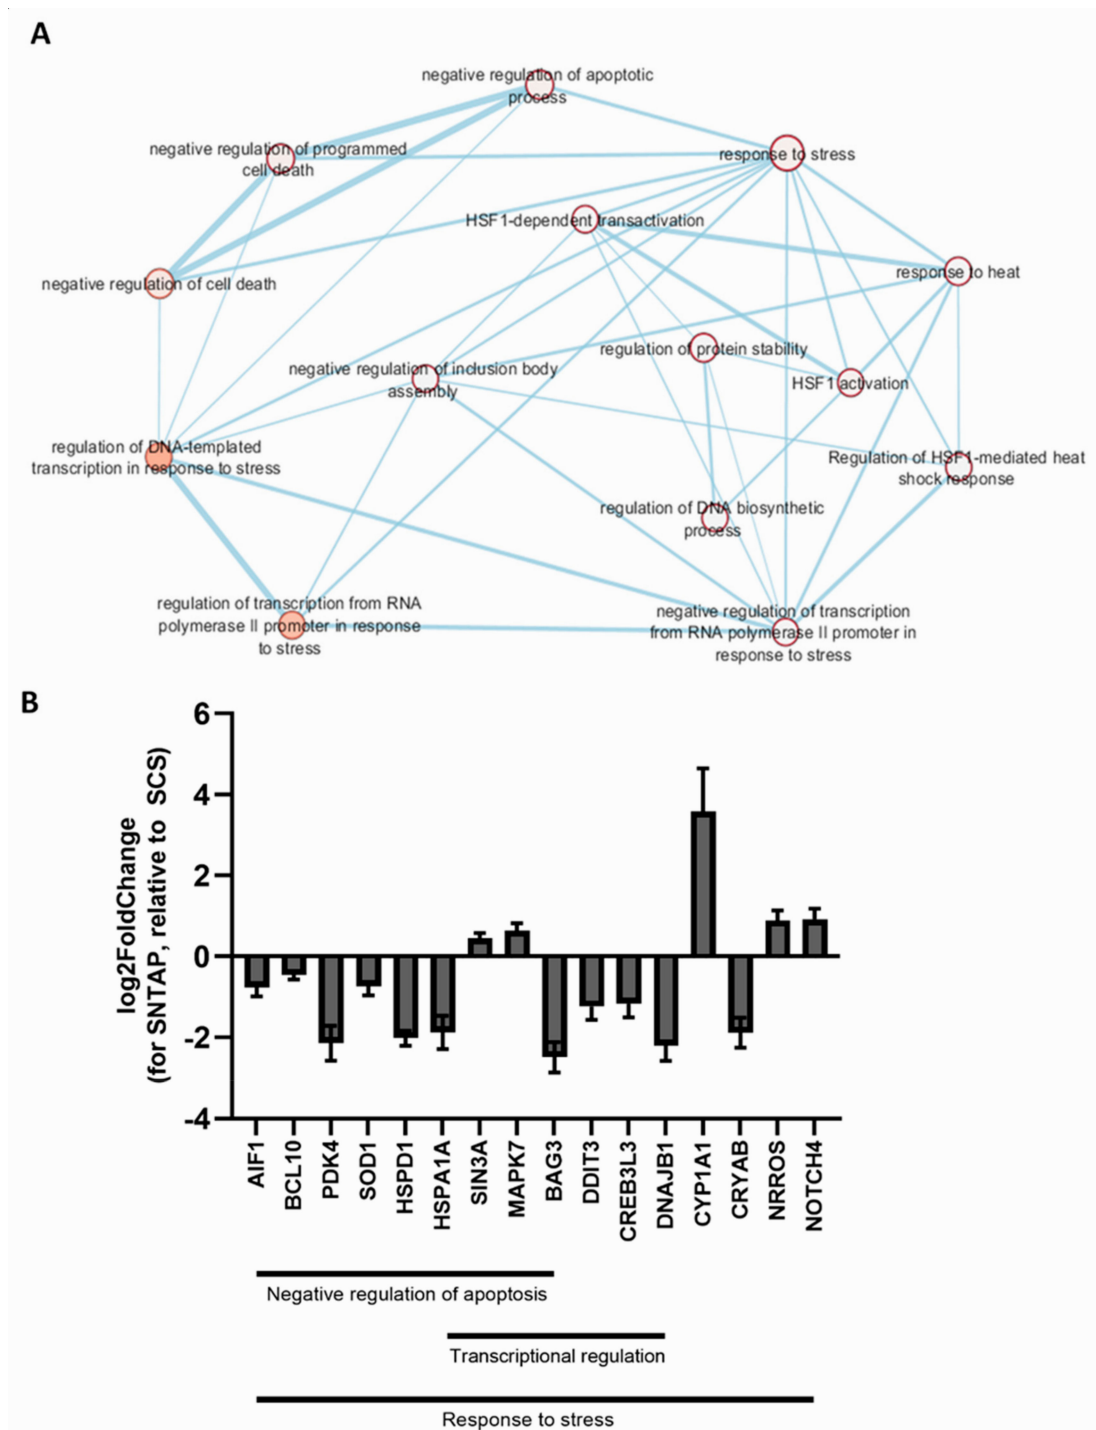 A
negative regulation of apoptotic
process
negative regulation of programmed
cell death
response to stress
HSF1-dependent transactivation
response to heat
negative regulation of cell death
regulation of protein stability
negative regulation of inclusion body
assembly
HSF1 activation
regulation of DNA-templated
transcription in response to stress
Regulation of HSF1-mediated heat
shock response
regulation of DNA biosynthetic
process
regulation of transcription from RNA
polymerase II promoter in response
to stress
negative regulation of transcription
from RNA polymerase II promoter in
response to stress
B
log2FoldChange
(for SNTAP, relative to SCS)
6
4
2
0
-2
-4
AIF1
BCL10
PDK4
SOD1
HSPD1
HSPA1A
SIN3A
MAPK7
BAG3
DDIT3
CREB3L3
DNAJB1
CYP1A1
CRYAB
NRROS
NOTCH4
Negative regulation of apoptosis
Transcriptional regulation
Response to stress